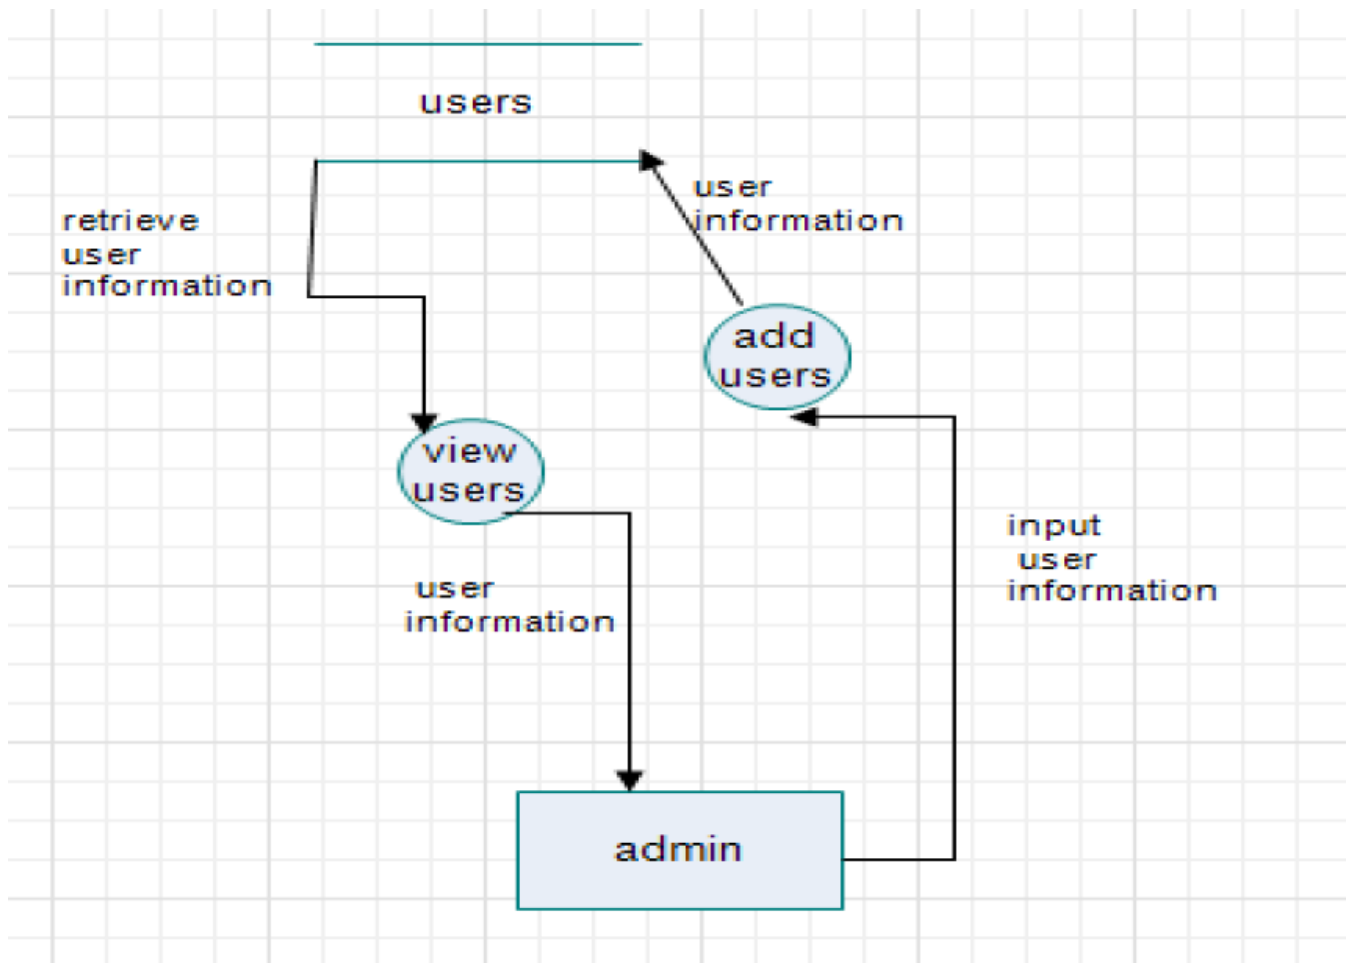 users
retrieve
user
information
user
information
add
users
view
users
user
information
input
user
information
admin